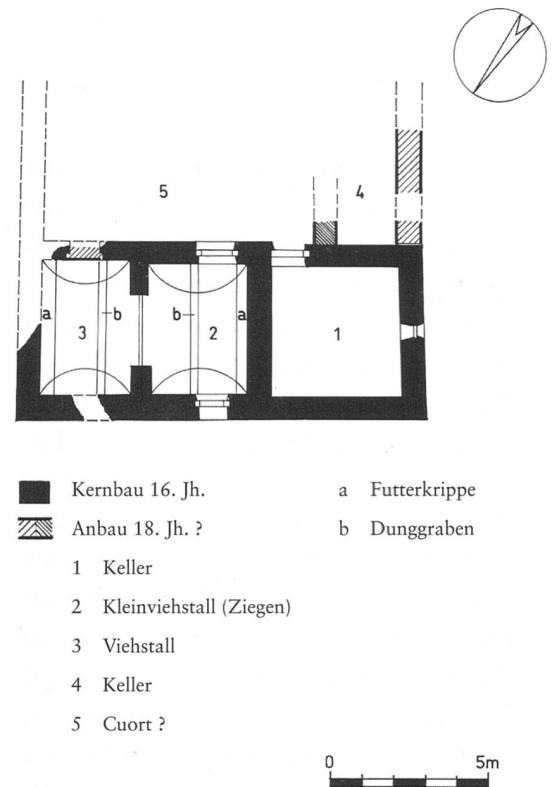 5
4
a
b
b
a
3
2
1
Kernbau 16. Jh.
a Futterkrippe
Anbau 18. Jh. ?
b Dunggraben
1 Keller
2 Kleinviehstall (Ziegen)
3 Viehstall
4 Keller
5 Cuort ?
0 5m